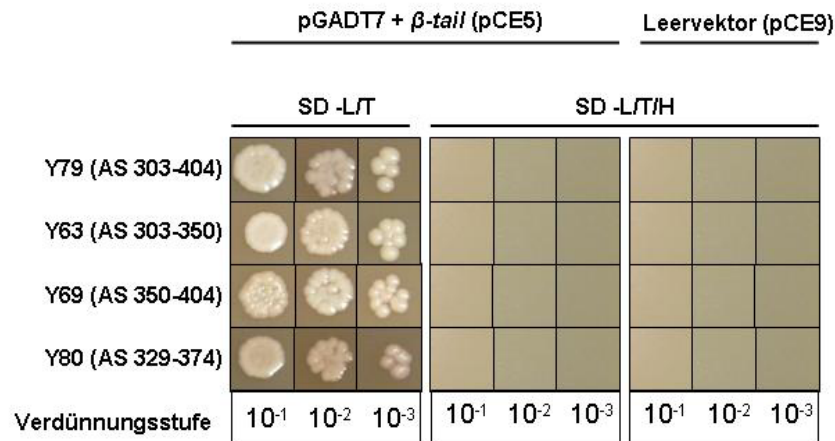 pGADT7 + β-tail (pCE5) Leervektor (pCE9)
SD -L/T SD -L/T/H
Y79 (AS 303-404)
Y63 (AS 303-350)
Y69 (AS 350-404)
Y80 (AS 329-374)
Verdünnungsstufe 10⁻¹ 10⁻² 10⁻³ 10⁻¹ 10⁻² 10⁻³ 10⁻¹ 10⁻² 10⁻³